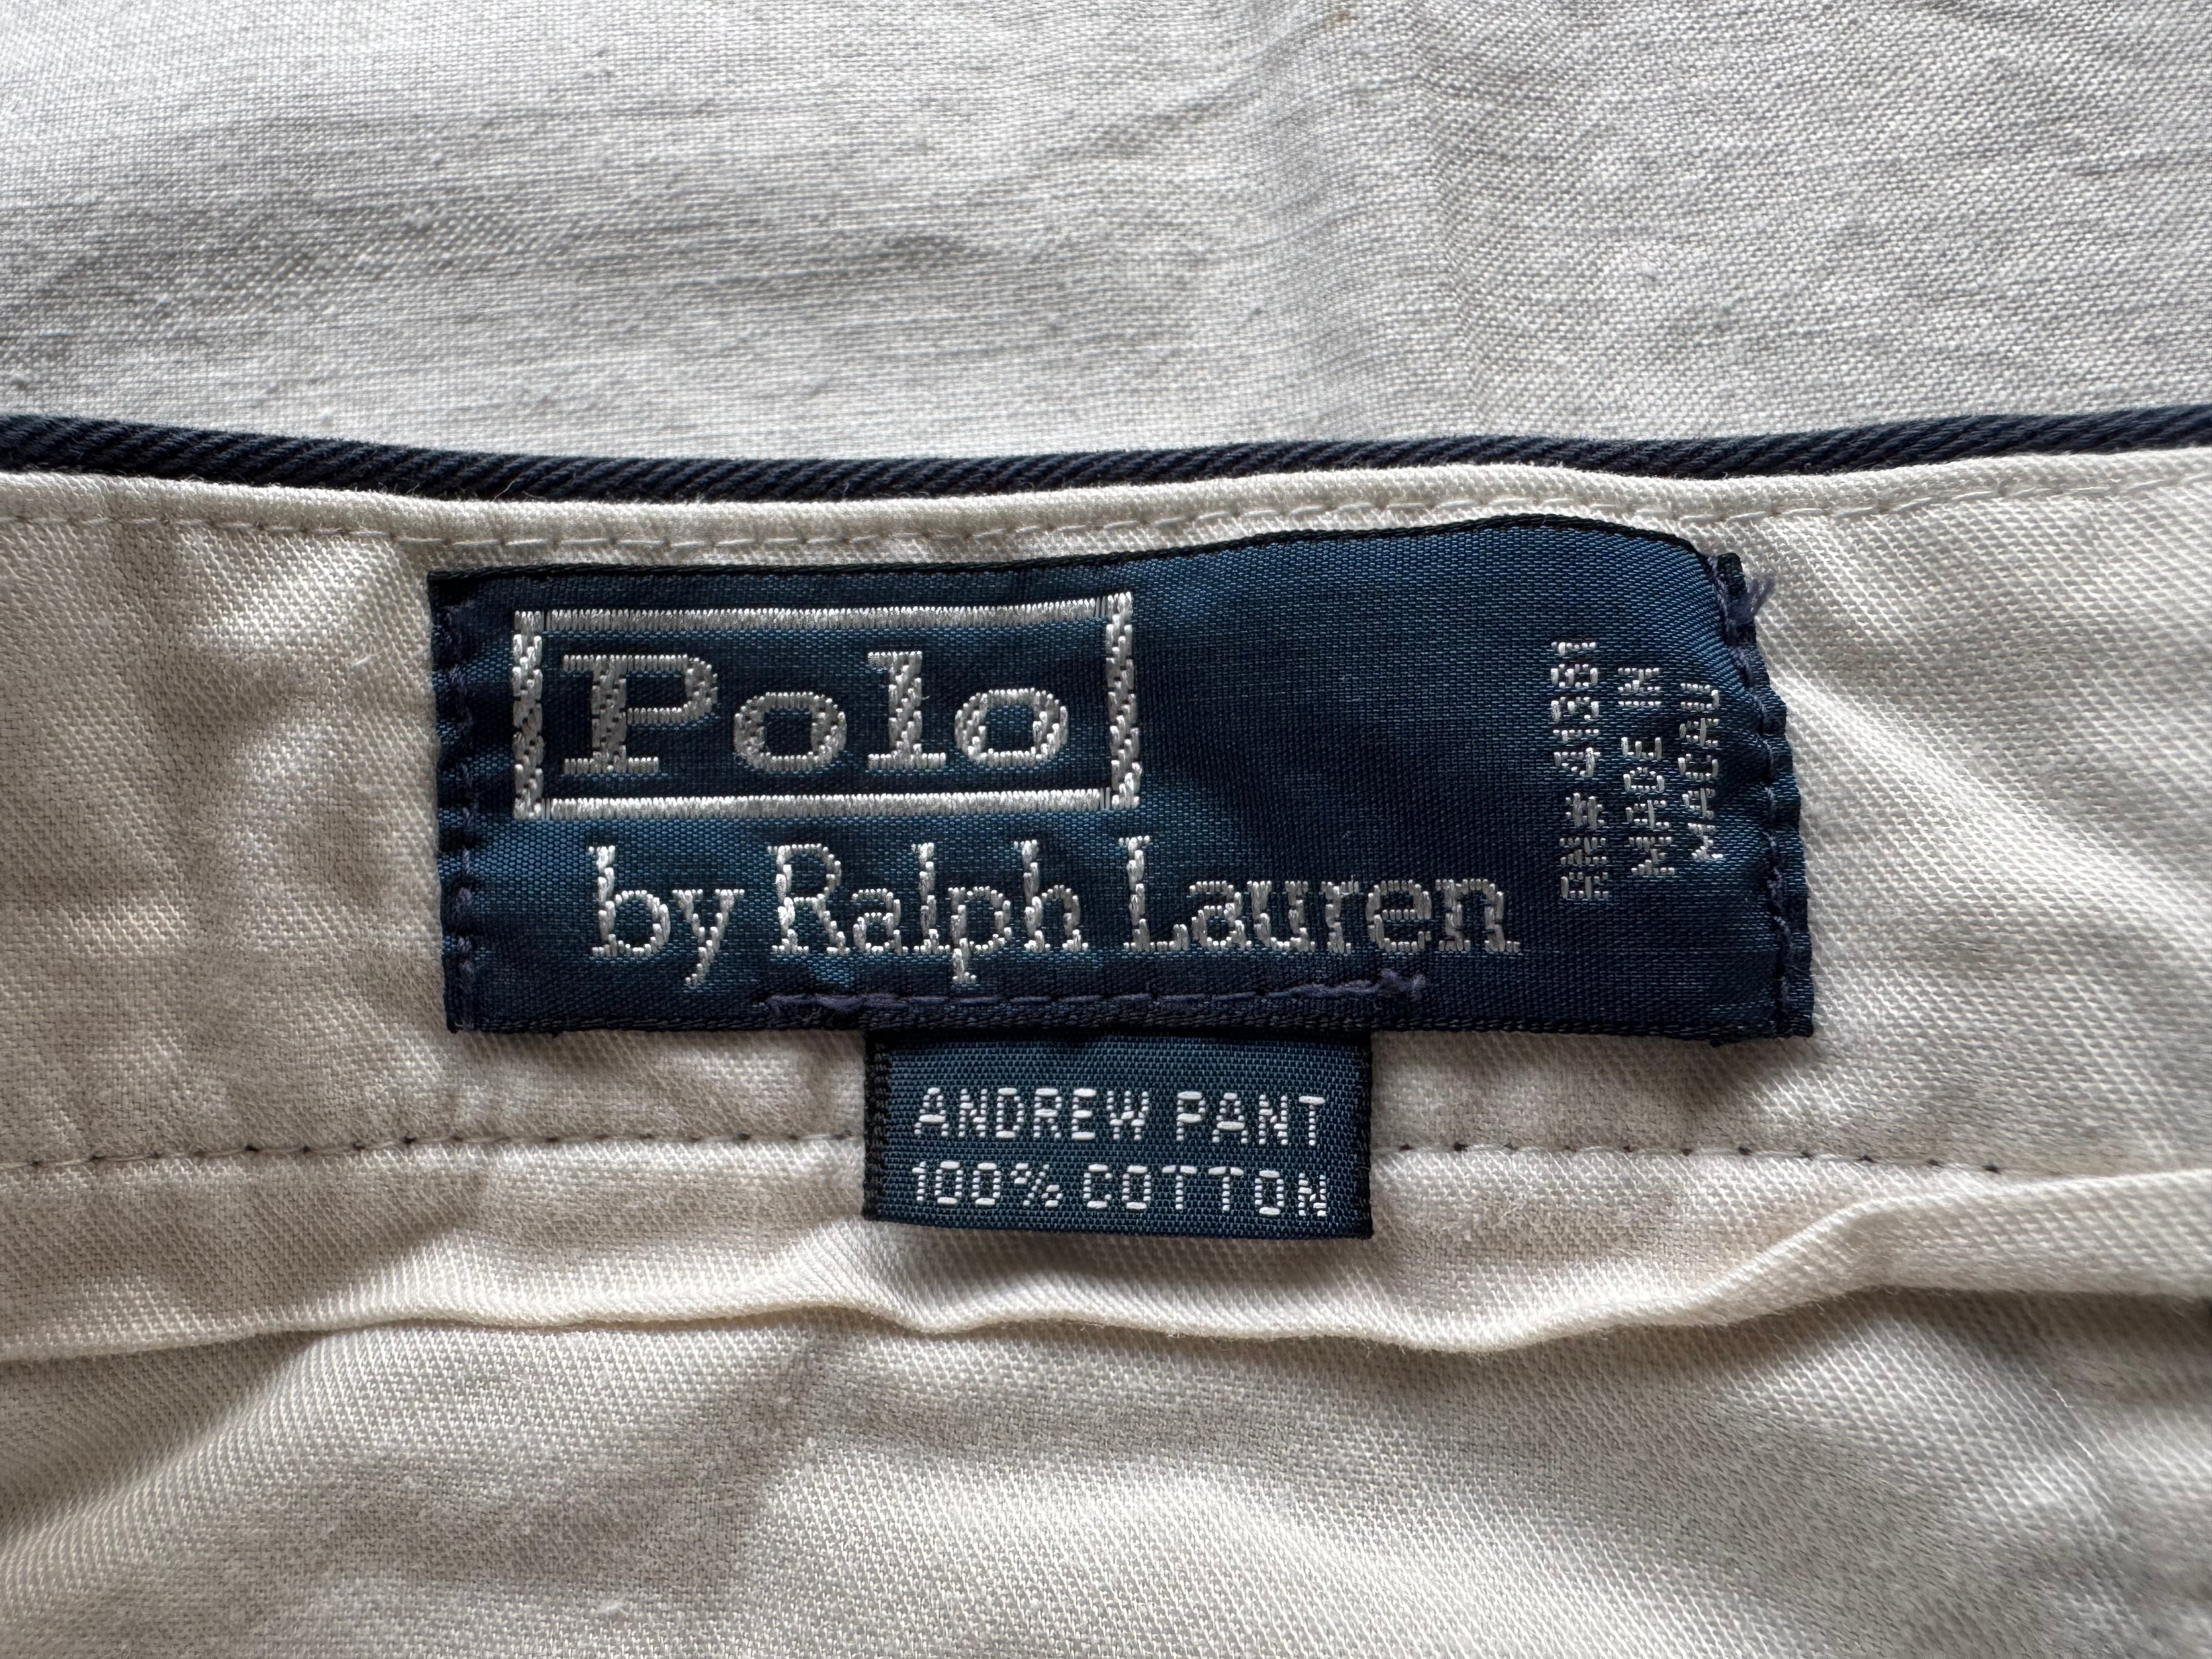 Polo
by Ralph Lauren
RN# 41381
MADE IN
MACAU
ANDREW PANT
100% COTTON